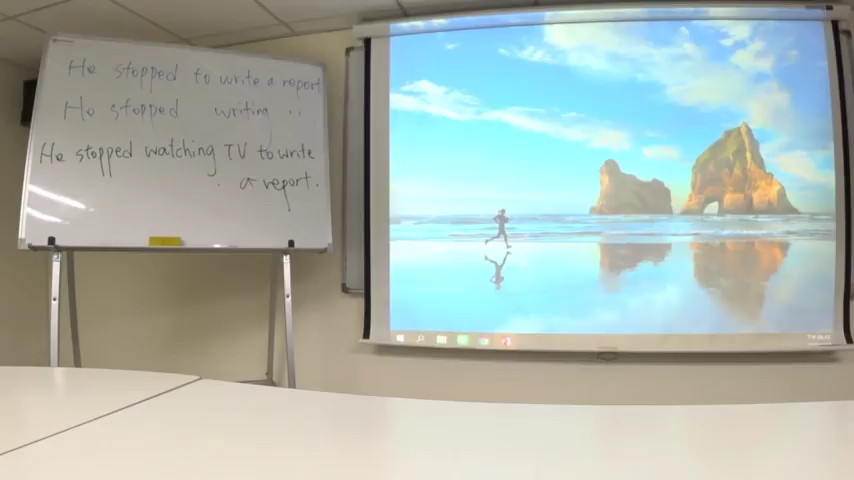 He stopped to write a report
He stopped writing ..
He stopped watching TV to write
a report.